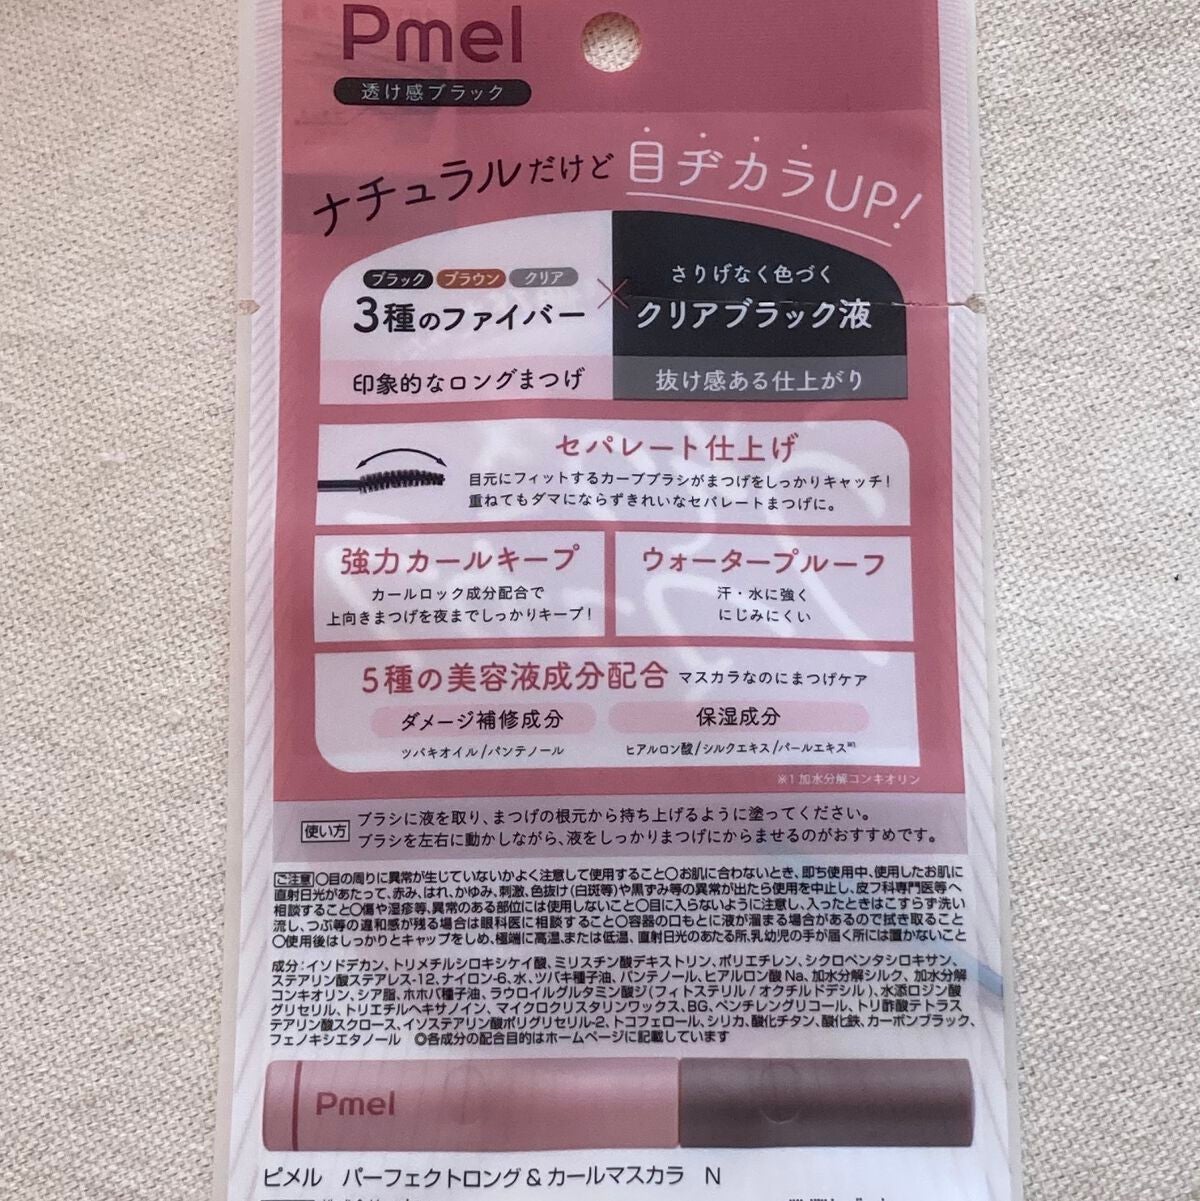 Pmel
透け感ブラック
ナチュラルだけど 目ヂカラUP!
ブラック ブラウン クリア
3種のファイバー
印象的なロングまつげ
×
さりげなく色づく
クリアブラック液
抜け感ある仕上がり
セパレート仕上げ
目元にフィットするカーブブラシがまつげをしっかりキャッチ!
重ねてもダマにならずきれいなセパレートまつげに。
強力カールキープ
カールロック成分配合で
上向きまつげを夜までしっかりキープ!
ウォータープルーフ
汗・水に強く
にじみにくい
5種の美容液成分配合 マスカラなのにまつげケア
ダメージ補修成分
ツバキオイル/パンテノール
保湿成分
ヒアルロン酸/シルクエキス/パールエキス※1
※1 加水分解コンキオリン
使い方 ブラシに液を取り、まつげの根元から持ち上げるように塗ってください。
ブラシを左右に動かしながら、液をしっかりまつげにからませるのがおすすめです。
ご注意 ○目の周りに異常が生じていないかよく注意して使用すること○お肌に合わないとき、即ち使用中、使用したお肌に
直射日光があたって、赤み、はれ、かゆみ、刺激、色抜け(白斑等)や黒ずみ等の異常が出たら使用を中止し、皮フ科専門医等へ
相談すること○傷や湿疹等、異常のある部位には使用しないこと○目に入らないように注意し、入ったときはこすらず洗い
流し、つぶ等の違和感が残る場合は眼科医に相談すること○容器の口もとに液が溜まる場合があるので拭き取ること
○使用後はしっかりとキャップをしめ、極端に高温、または低温、直射日光のあたる所、乳幼児の手が届く所には置かないこと
成分:イソドデカン、トリメチルシロキシケイ酸、ミリスチン酸デキストリン、ポリエチレン、シクロペンタシロキサン、
ステアリン酸ステアレス-12、ナイロン-6、水、ツバキ種子油、パンテノール、ヒアルロン酸Na、加水分解シルク、加水分解
コンキオリン、シア脂、ホホバ種子油、ラウロイルグルタミン酸ジ(フィトステリル/オクチルドデシル)、水添ロジン酸
グリセリル、トリエチルヘキサノイン、マイクロクリスタリンワックス、BG、ペンチレングリコール、トリ酢酸テトラス
テアリン酸スクロース、イソステアリン酸ポリグリセリル-2、トコフェロール、シリカ、酸化チタン、酸化鉄、カーボンブラック、
フェノキシエタノール ◎各成分の配合目的はホームページに記載しています
Pmel
ピメル パーフェクトロング&カールマスカラ N